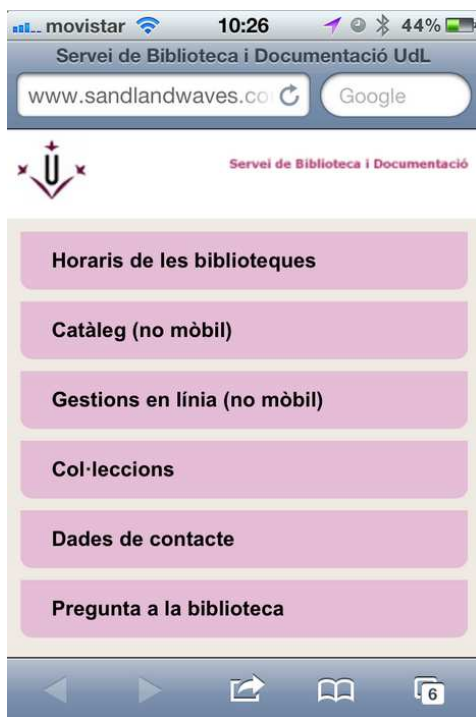 movistar 10:26 44%
Servei de Biblioteca i Documentació UdL
www.sandlandwaves.co Google
Servei de Biblioteca i Documentació
Horaris de les biblioteques
Catàleg (no mòbil)
Gestions en línia (no mòbil)
Col·leccions
Dades de contacte
Pregunta a la biblioteca
6